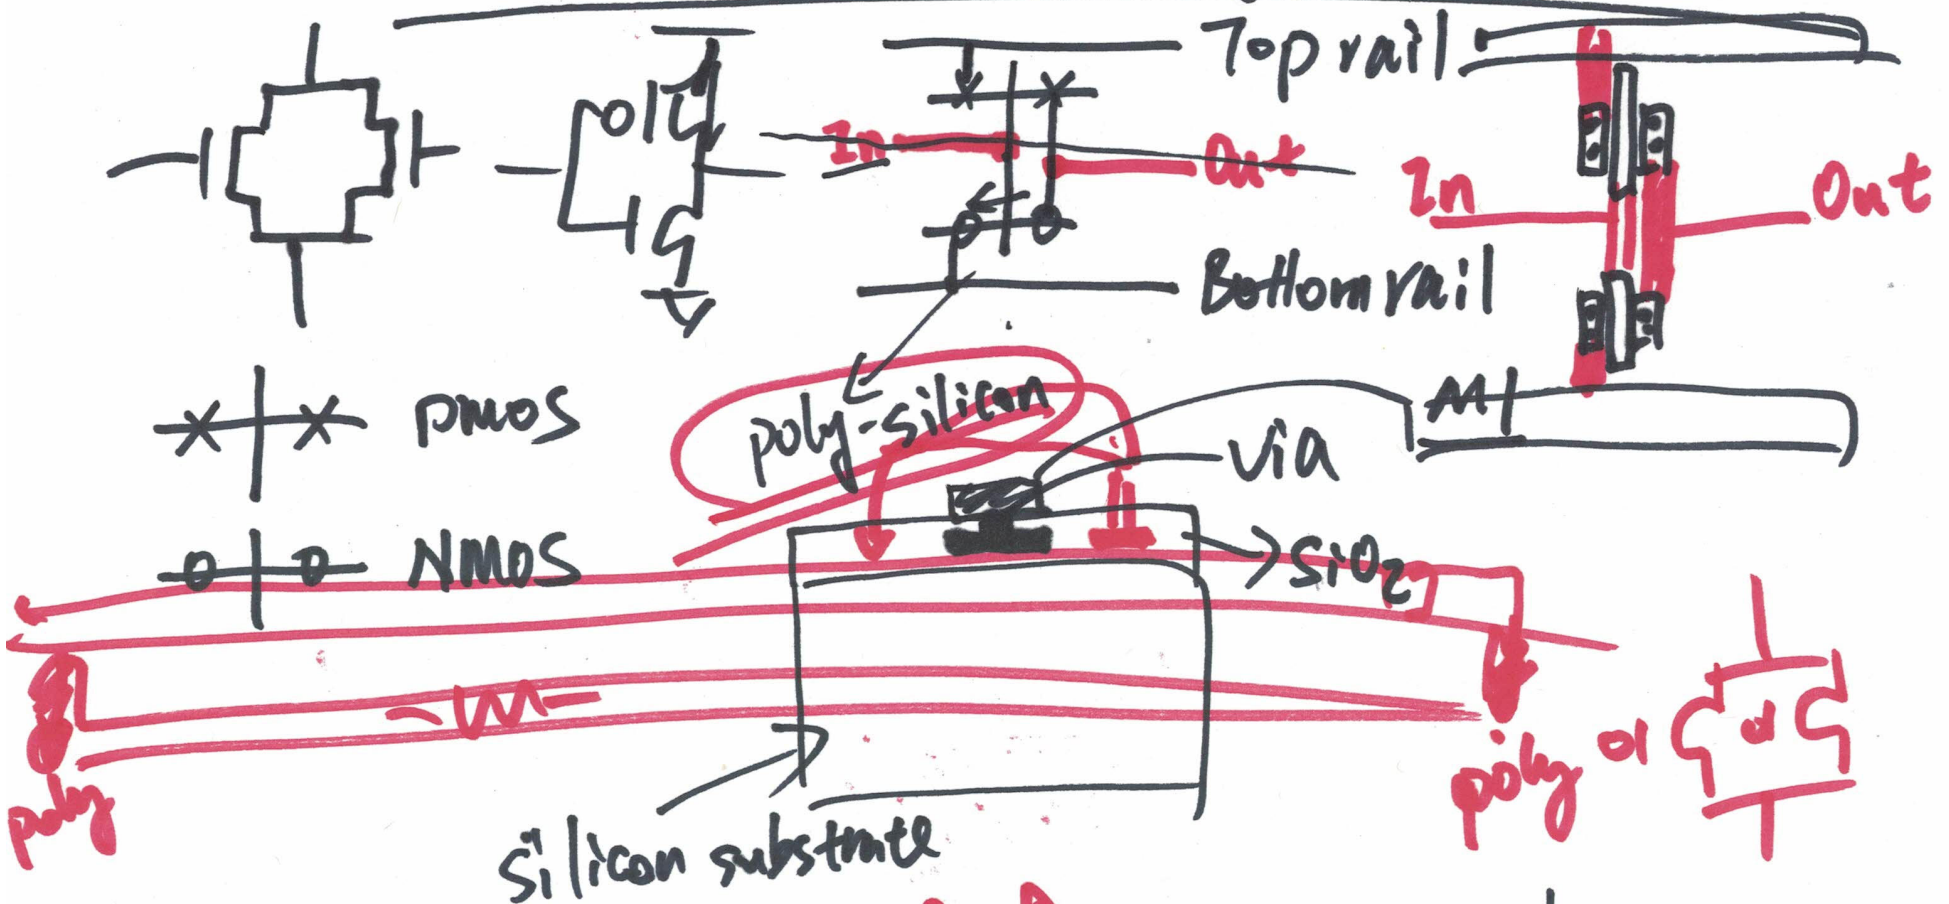 Top rail
In
Out
In
Out
Bottom rail
PMOS
poly-silicon
M1
Via
NMOS
SiO2
poly
poly
Silicon substrate